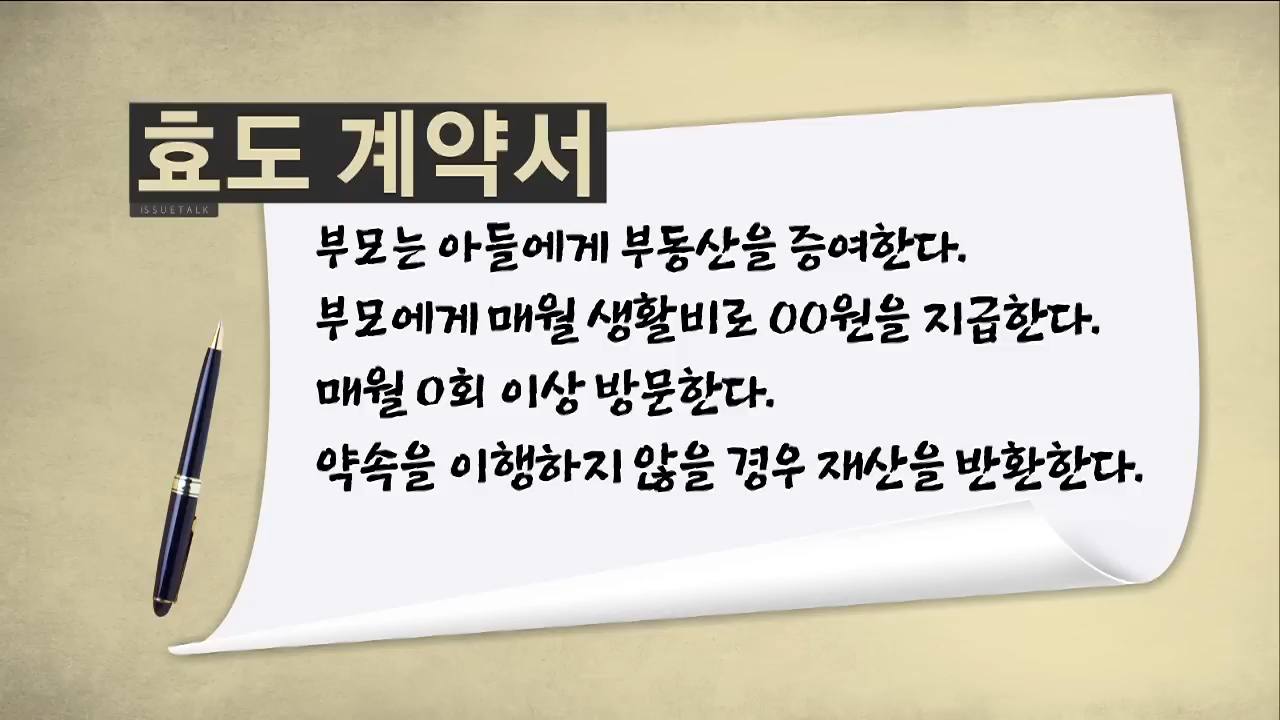 효도 계약서
ISSUETALK
부모는 아들에게 부동산을 증여한다.
부모에게 매월 생활비로 00원을 지급한다.
매월 0회 이상 방문한다.
약속을 이행하지 않을 경우 재산을 반환한다.